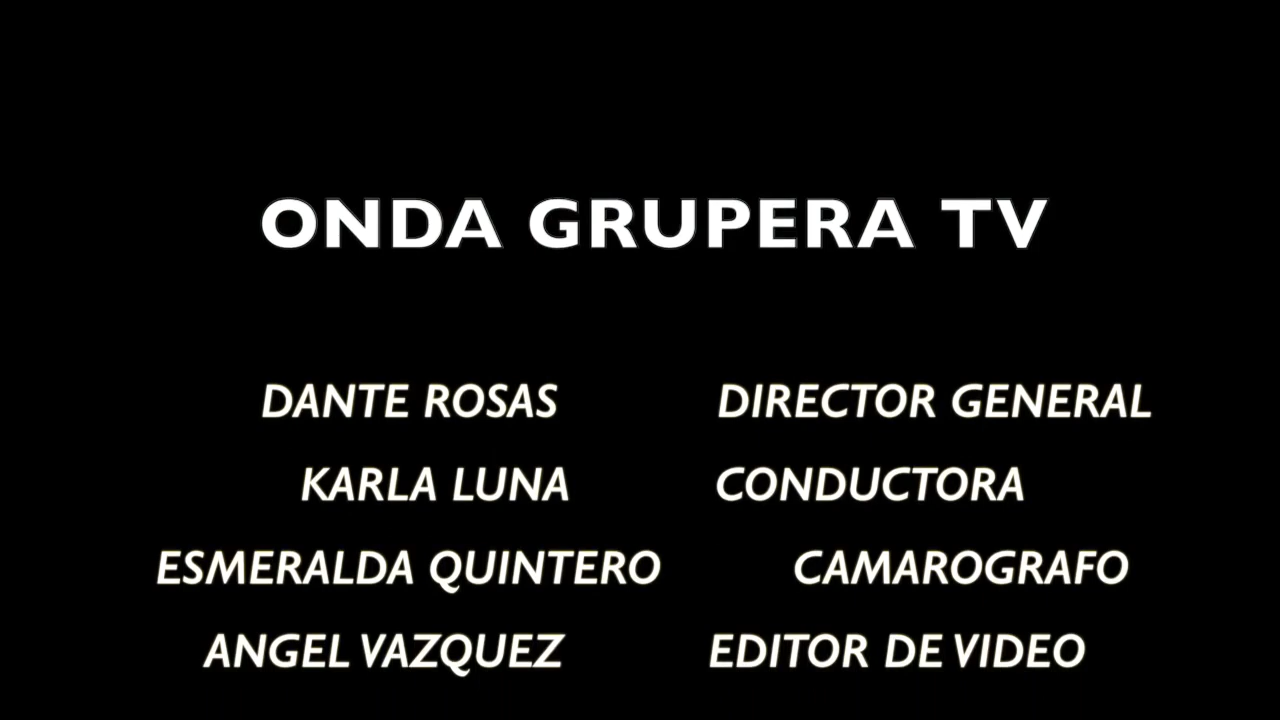 ONDA GRUPERA TV
DANTE ROSAS DIRECTOR GENERAL
KARLA LUNA CONDUCTORA
ESMERALDA QUINTERO CAMAROGRAFO
ANGEL VAZQUEZ EDITOR DE VIDEO